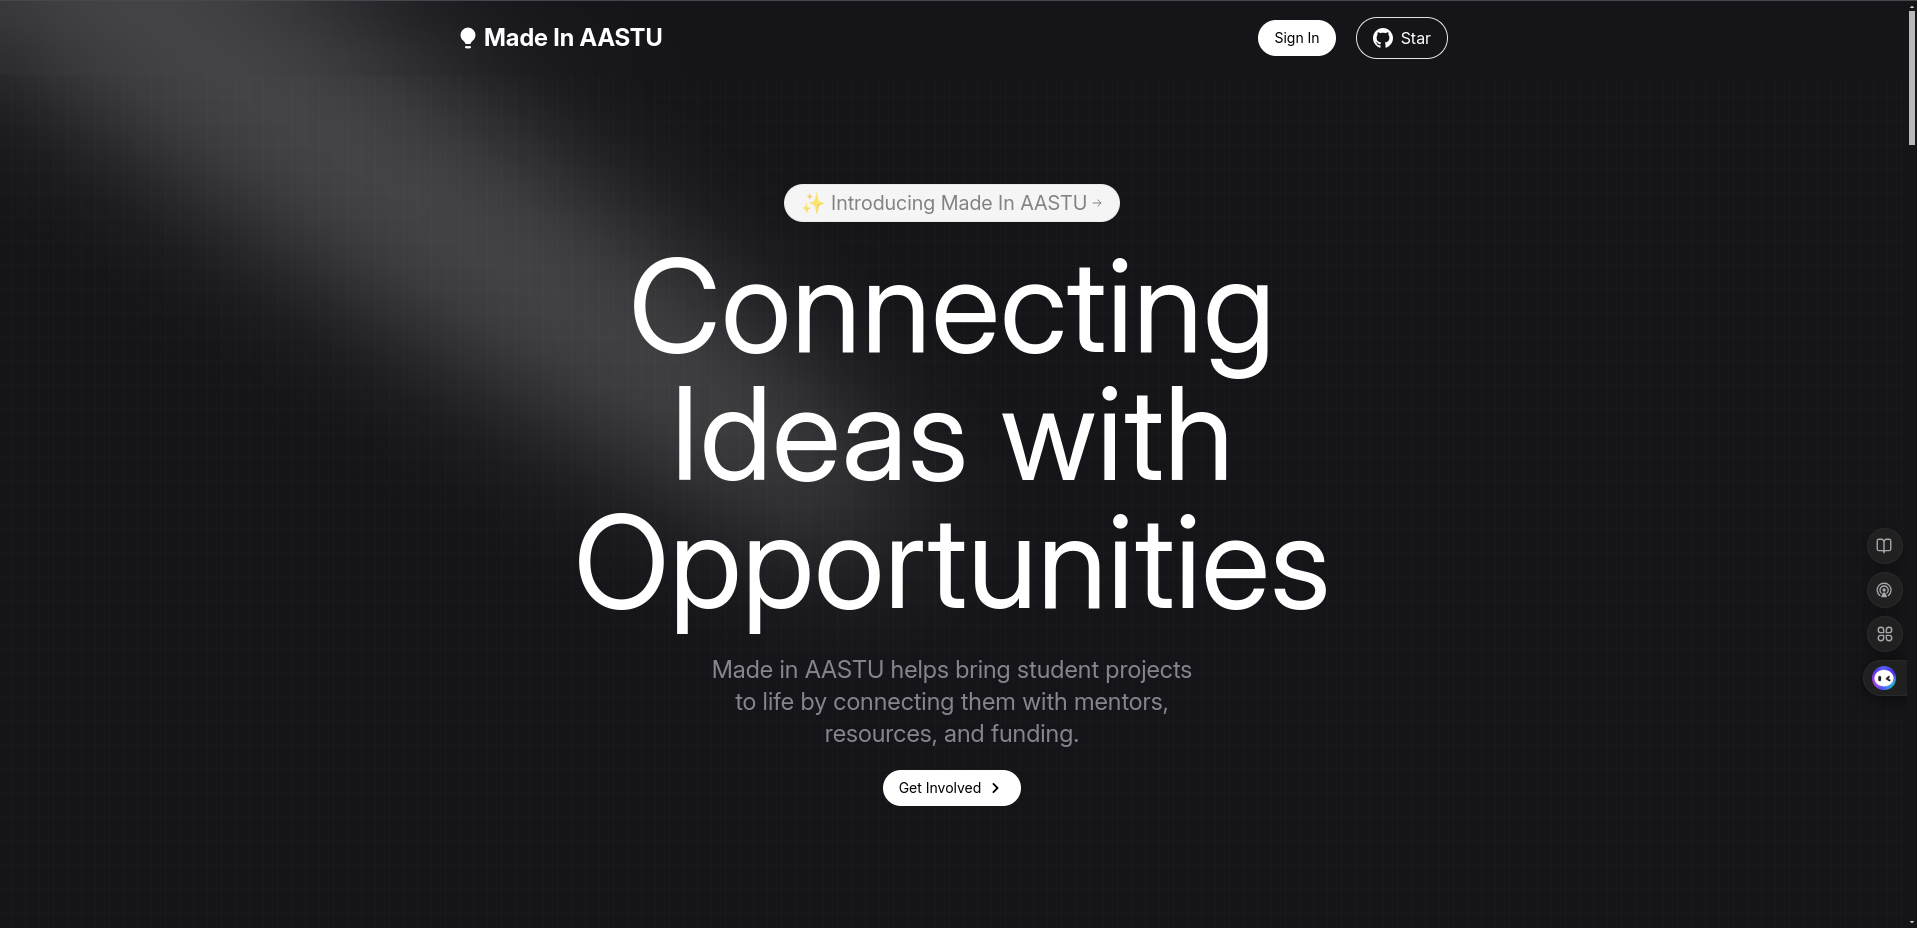 Made In AASTU
Sign In
Star
✨ Introducing Made In AASTU →
Connecting
Ideas with
Opportunities
Made in AASTU helps bring student projects
to life by connecting them with mentors,
resources, and funding.
Get Involved